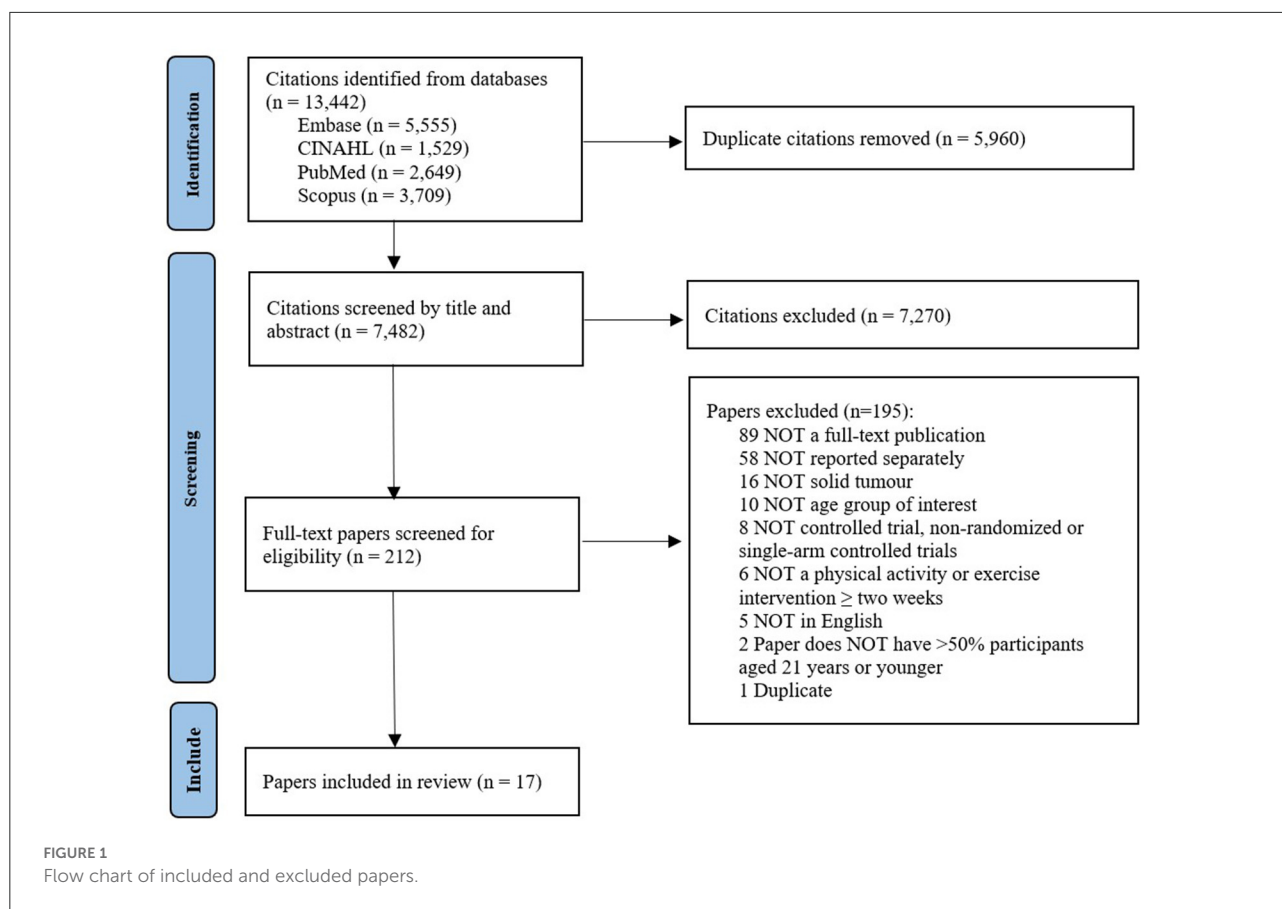 Identification
Citations identified from databases
(n = 13,442)
Embase (n = 5,555)
CINAHL (n = 1,529)
PubMed (n = 2,649)
Scopus (n = 3,709)
Duplicate citations removed (n = 5,960)
Screening
Citations screened by title and
abstract (n = 7,482)
Citations excluded (n = 7,270)
Full-text papers screened for
eligibility (n = 212)
Papers excluded (n=195):
89 NOT a full-text publication
58 NOT reported separately
16 NOT solid tumour
10 NOT age group of interest
8 NOT controlled trial, non-randomized or
single-arm controlled trials
6 NOT a physical activity or exercise
intervention ≥ two weeks
5 NOT in English
2 Paper does NOT have >50% participants
aged 21 years or younger
1 Duplicate
Include
Papers included in review (n = 17)
FIGURE 1
Flow chart of included and excluded papers.